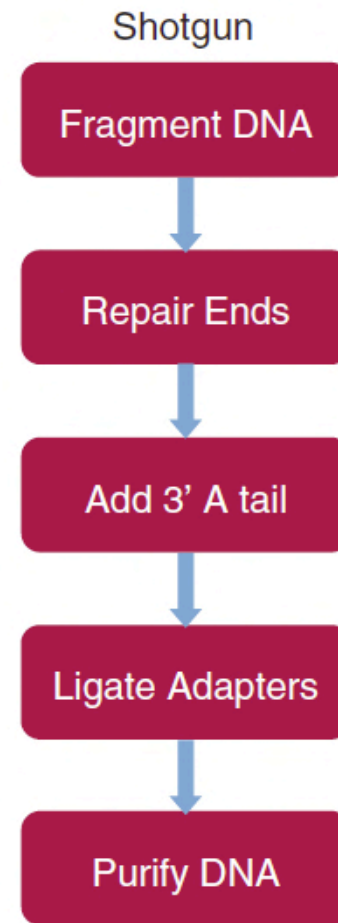 Shotgun
Fragment DNA
Repair Ends
Add 3’ A tail
Ligate Adapters
Purify DNA